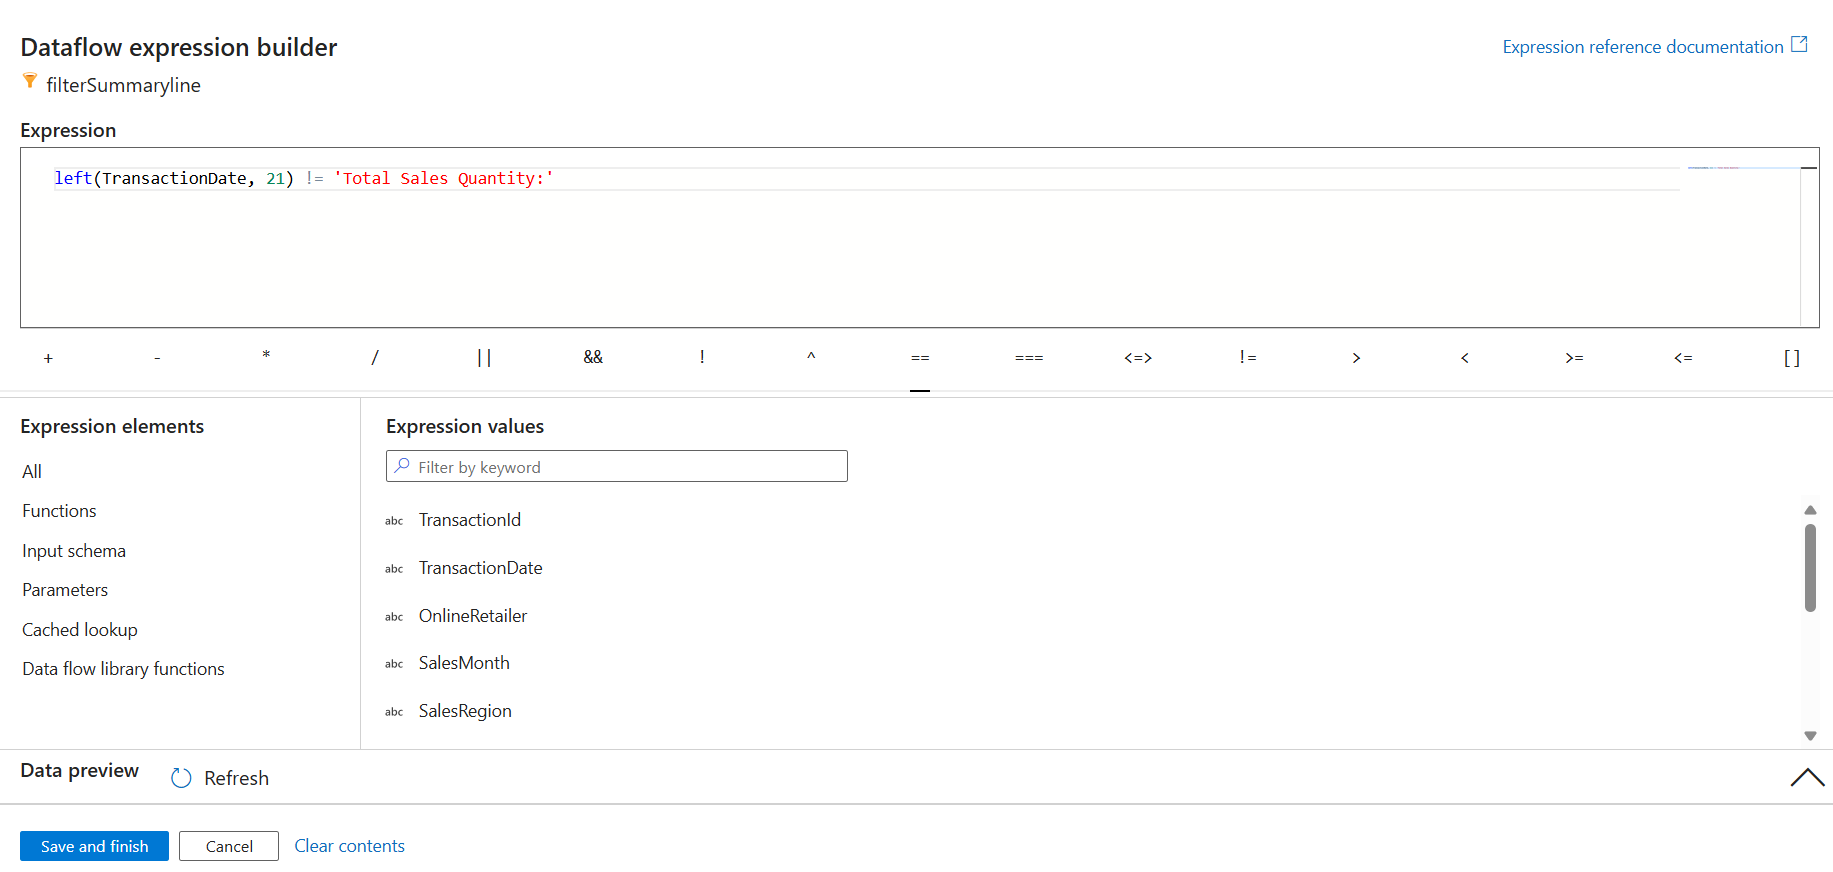 Dataflow expression builder
Expression reference documentation
filterSummaryline
Expression
left(TransactionDate, 21) != 'Total Sales Quantity:'
+ - * / || && ! ^ == === <=> != > < >= <= []
Expression elements
All
Functions
Input schema
Parameters
Cached lookup
Data flow library functions
Expression values
Filter by keyword
abc TransactionId
abc TransactionDate
abc OnlineRetailer
abc SalesMonth
abc SalesRegion
Data preview Refresh
Save and finish Cancel Clear contents